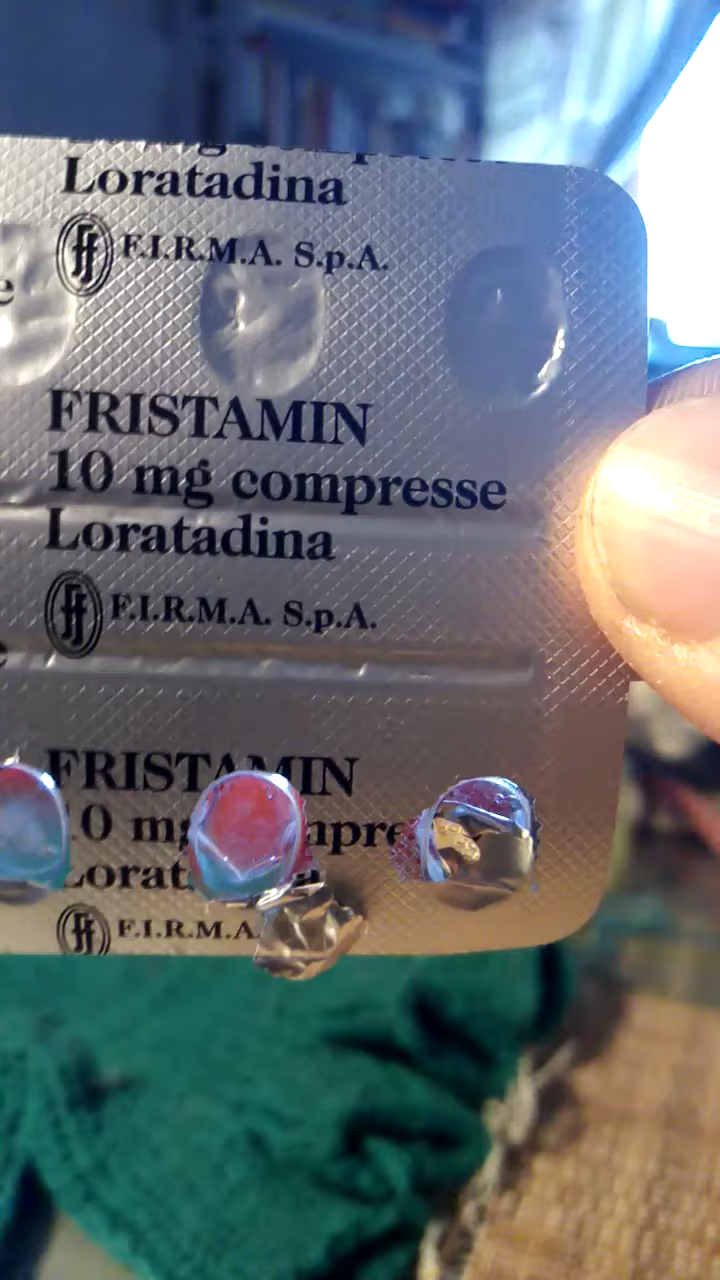 Loratadina
F.I.R.M.A. S.p.A.
FRISTAMIN
10 mg compresse
Loratadina
F.I.R.M.A. S.p.A.
FRISTAMIN
F.I.R.M.A.